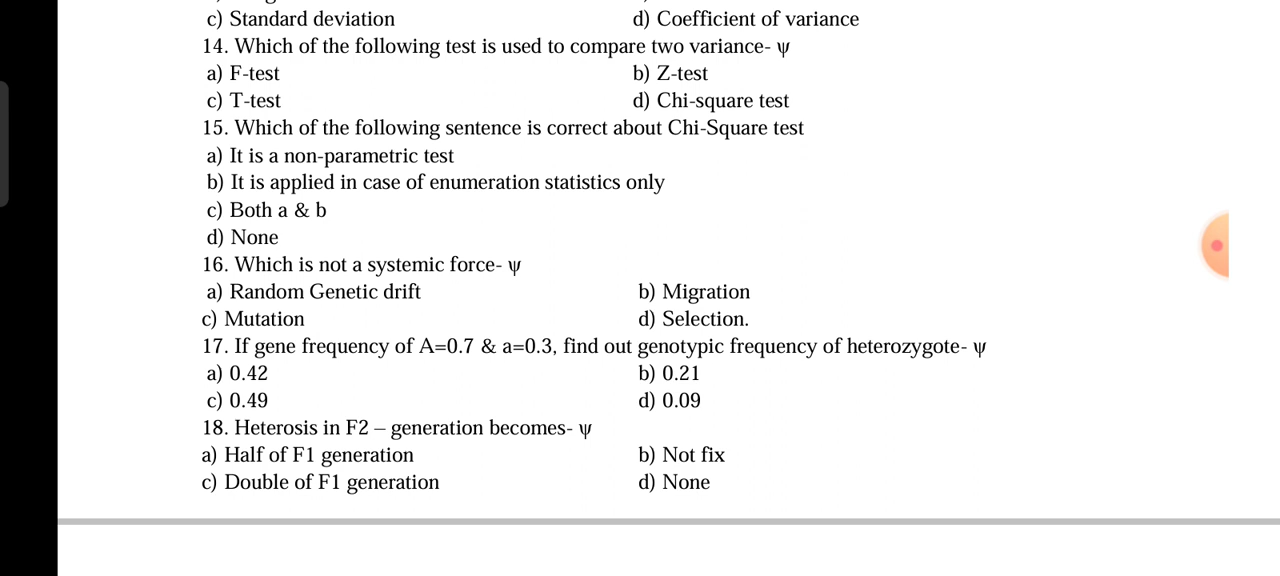 c) Standard deviation d) Coefficient of variance
14. Which of the following test is used to compare two variance- ψ
a) F-test b) Z-test
c) T-test d) Chi-square test
15. Which of the following sentence is correct about Chi-Square test
a) It is a non-parametric test
b) It is applied in case of enumeration statistics only
c) Both a & b
d) None
16. Which is not a systemic force- ψ
a) Random Genetic drift b) Migration
c) Mutation d) Selection.
17. If gene frequency of A=0.7 & a=0.3, find out genotypic frequency of heterozygote- ψ
a) 0.42 b) 0.21
c) 0.49 d) 0.09
18. Heterosis in F2 – generation becomes- ψ
a) Half of F1 generation b) Not fix
c) Double of F1 generation d) None